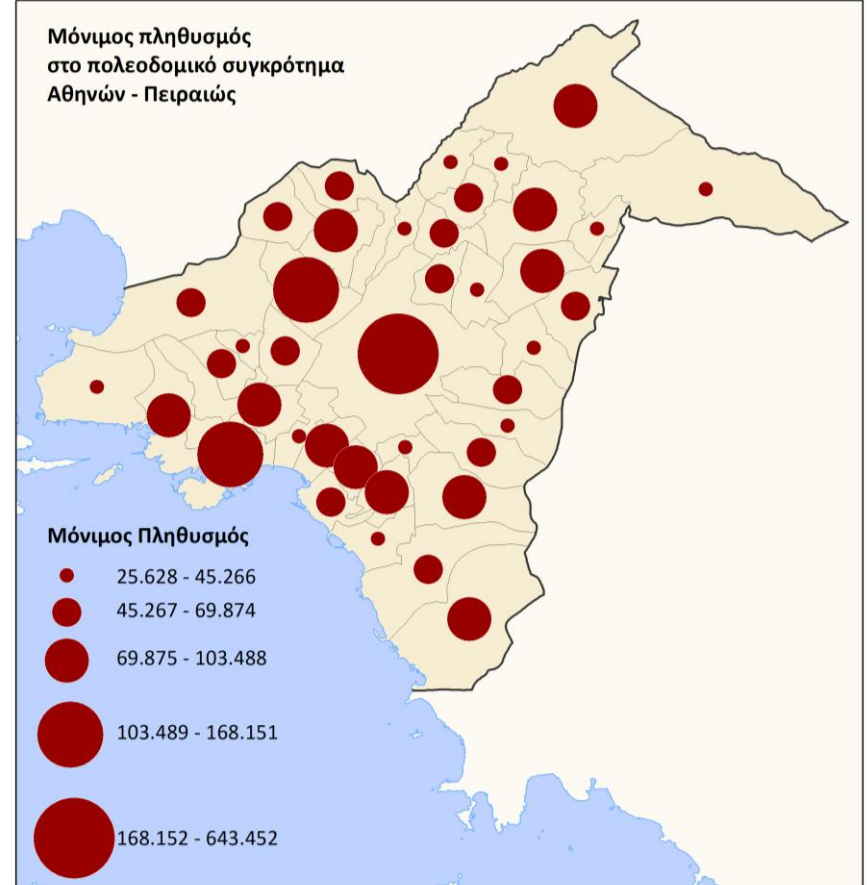 Μόνιμος πληθυσμός
στο πολεοδομικό συγκρότημα
Αθηνών - Πειραιώς
Μόνιμος Πληθυσμός
25.628 - 45.266
45.267 - 69.874
69.875 - 103.488
103.489 - 168.151
168.152 - 643.452